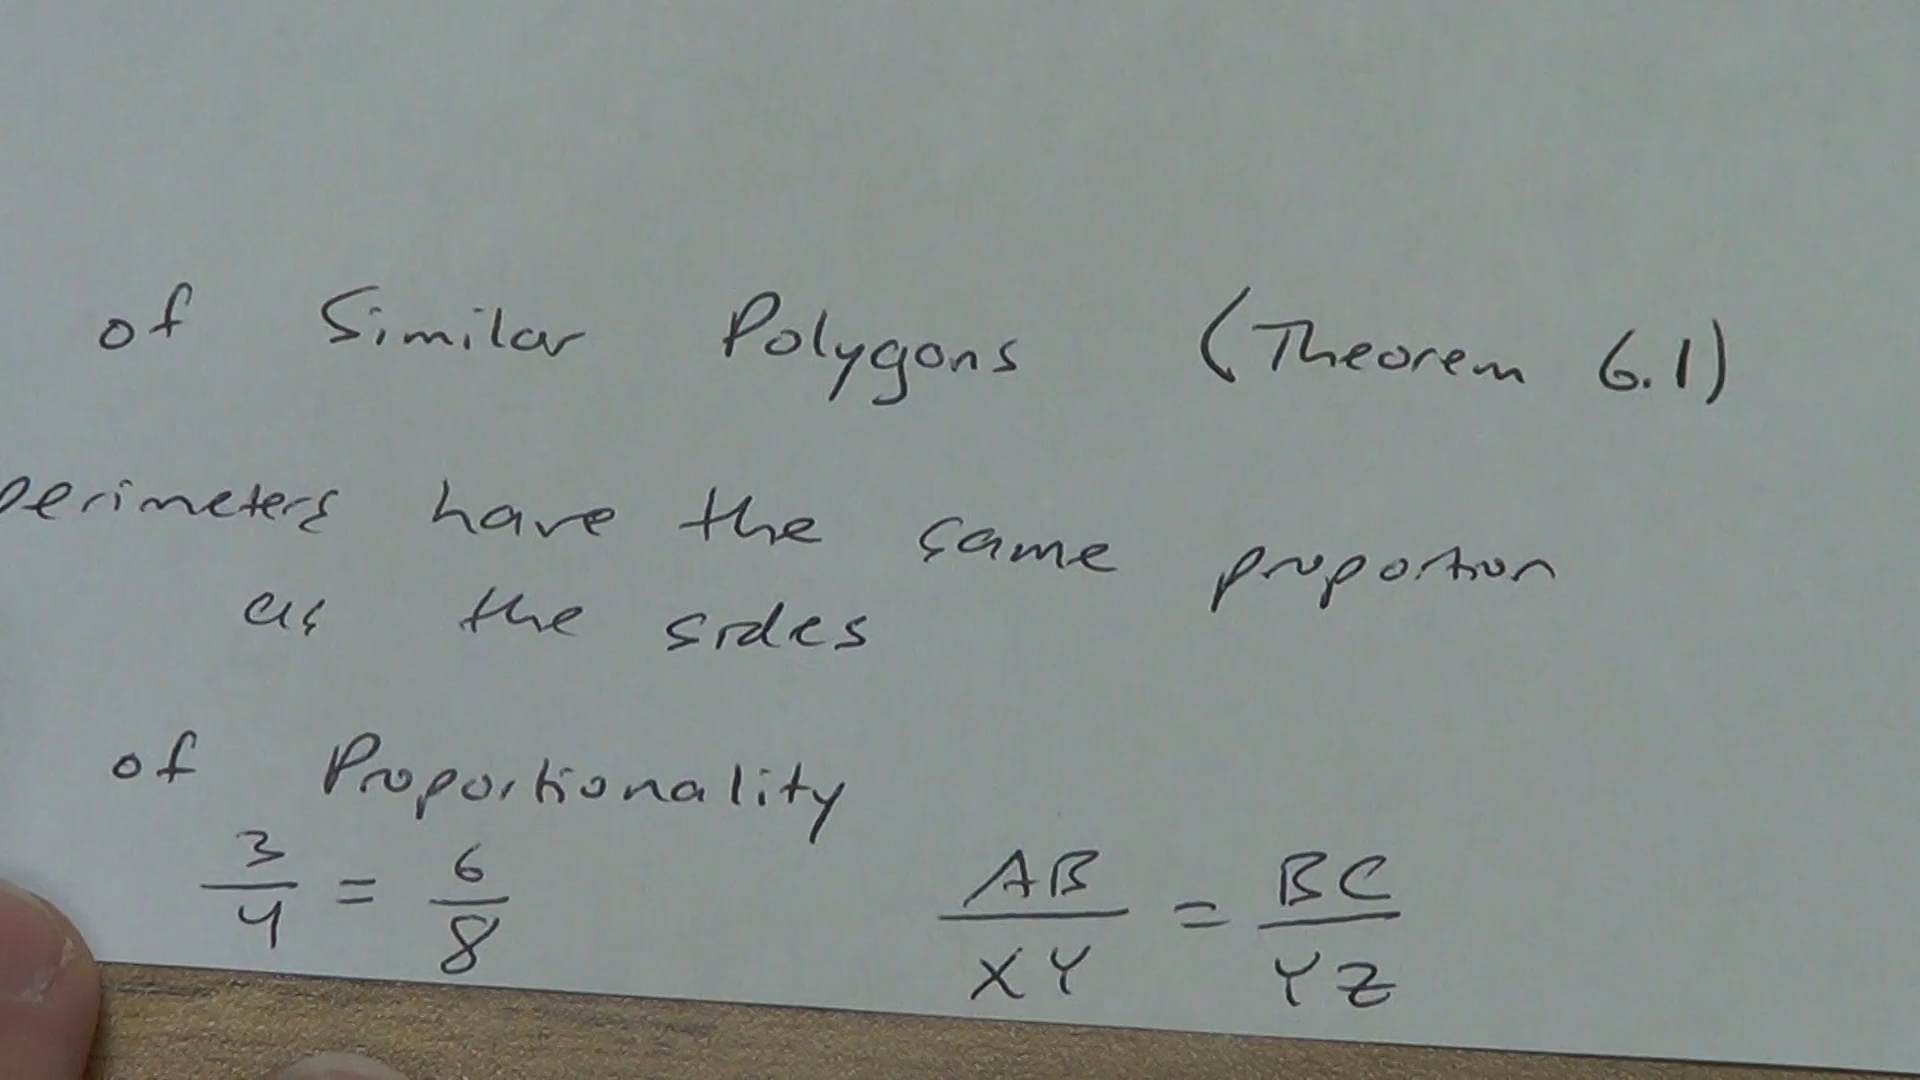 of Similar Polygons (Theorem 6.1)
perimeters have the same proportion
as the sides
of Proportionality
3/4 = 6/8 AB/XY = BC/YZ